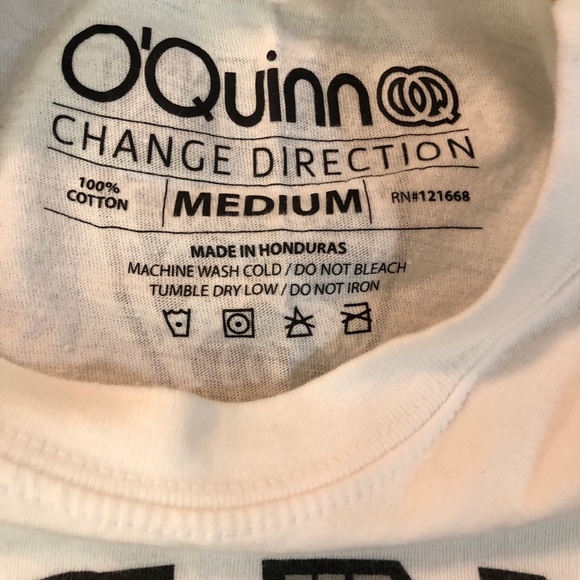 O'Quinn
CHANGE DIRECTION
100% COTTON
MEDIUM
RN#121668
MADE IN HONDURAS
MACHINE WASH COLD / DO NOT BLEACH
TUMBLE DRY LOW / DO NOT IRON